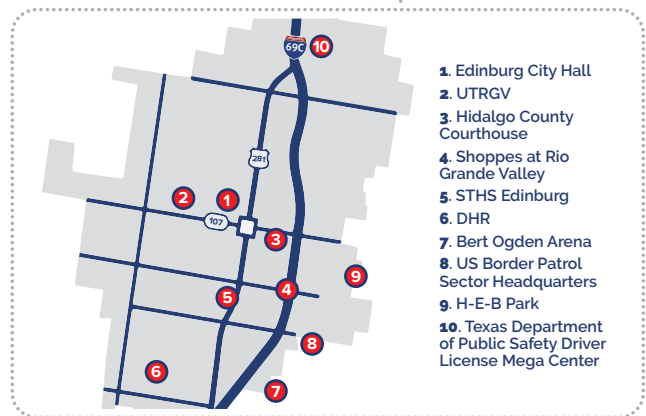 69C
10
281
2
1
107
3
9
4
5
8
6
7
1. Edinburg City Hall
2. UTRGV
3. Hidalgo County
Courthouse
4. Shoppes at Rio
Grande Valley
5. STHS Edinburg
6. DHR
7. Bert Ogden Arena
8. US Border Patrol
Sector Headquarters
9. H-E-B Park
10. Texas Department
of Public Safety Driver
License Mega Center